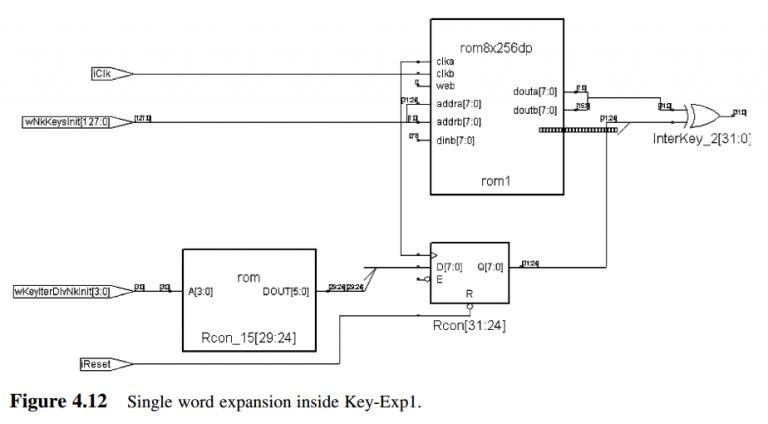 rom8x256dp
clka
iClk
clkb
web
douta[7:0]
[7:0]
[31:24]
addra[7:0]
doutb[7:0]
[15:8]
[31:0]
[31:0]
wNkKeysInit[127:0]
[127:0]
[7:0]
addrb[7:0]
[31:24]
dinb[7:0]
InterKey_2[31:0]
rom1
rom
D[7:0]
Q[7:0]
[31:24]
wKeyIterDivNkInit[3:0]
[3:0]
[3:0]
A[3:0]
DOUT[5:0]
[29:24]
[29:24]
E
R
Rcon_15[29:24]
Rcon[31:24]
iReset
Figure 4.12 Single word expansion inside Key-Exp1.